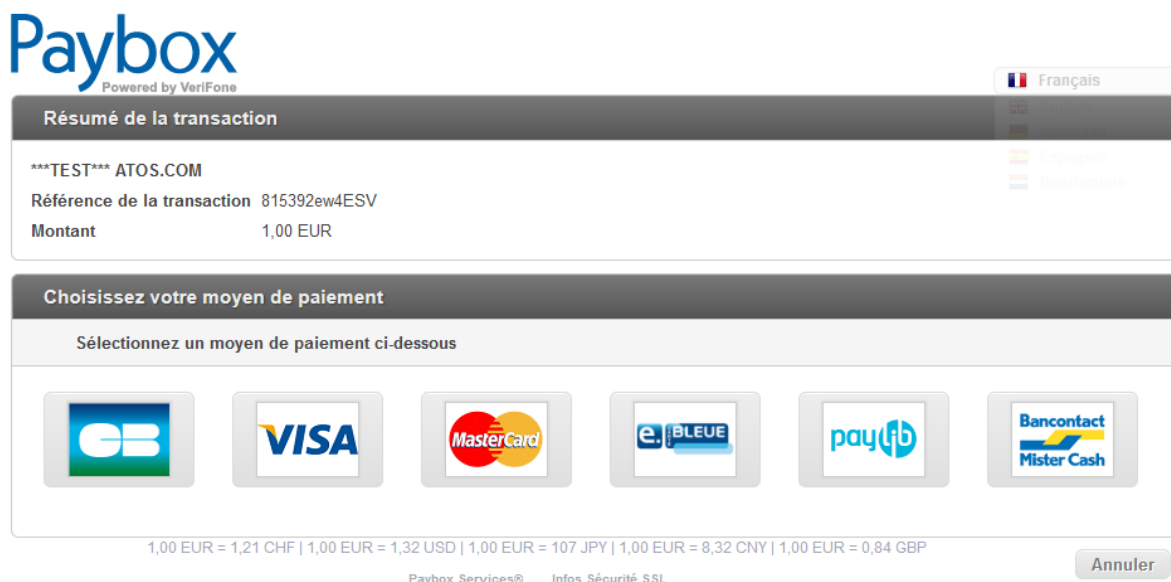 Paybox
Powered by VeriFone
Français
Résumé de la transaction
Espagnol
***TEST*** ATOS.COM
Référence de la transaction 815392ew4ESV
Montant 1,00 EUR
Choisissez votre moyen de paiement
Sélectionnez un moyen de paiement ci-dessous
CB
VISA
MasterCard
e. BLEUE
paylib
Bancontact
Mister Cash
1,00 EUR = 1,21 CHF | 1,00 EUR = 1,32 USD | 1,00 EUR = 107 JPY | 1,00 EUR = 8,32 CNY | 1,00 EUR = 0,84 GBP
Annuler
Paybox Services® Infos Sécurité SSL